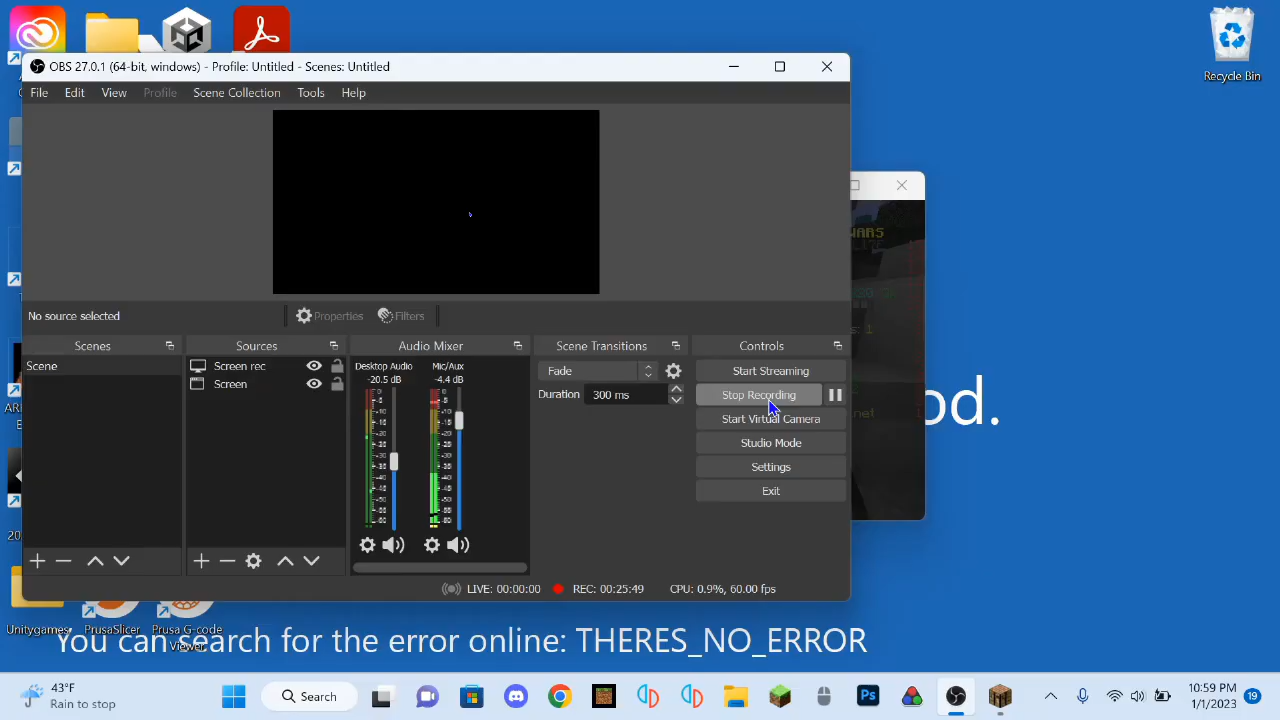 Recycle Bin
OBS 27.0.1 (64-bit, windows) - Profile: Untitled - Scenes: Untitled
File Edit View Profile Scene Collection Tools Help
No source selected
Properties
Filters
Scenes
Sources
Audio Mixer
Scene Transitions
Controls
Scene
Screen rec
Screen
Desktop Audio
-20.5 dB
Mic/Aux
-4.4 dB
Fade
Duration 300 ms
Start Streaming
Stop Recording
Start Virtual Camera
Studio Mode
Settings
Exit
LIVE: 00:00:00 REC: 00:25:49 CPU: 0.9%, 60.00 fps
WARS
od.
Unitygames
PrusaSlicer
Prusa G-code
Viewer
You can search for the error online: THERES_NO_ERROR
43°F
Rain to stop
Search
Ps
10:59 PM
1/1/2023
19